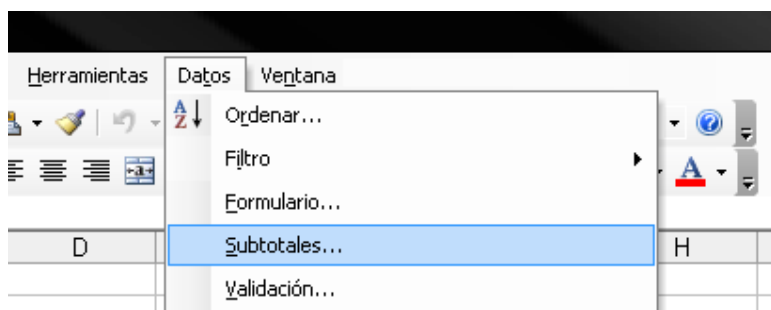 Herramientas Datos Ventana
Ordenar...
Filtro
Formulario...
Subtotales...
D H
Validación...